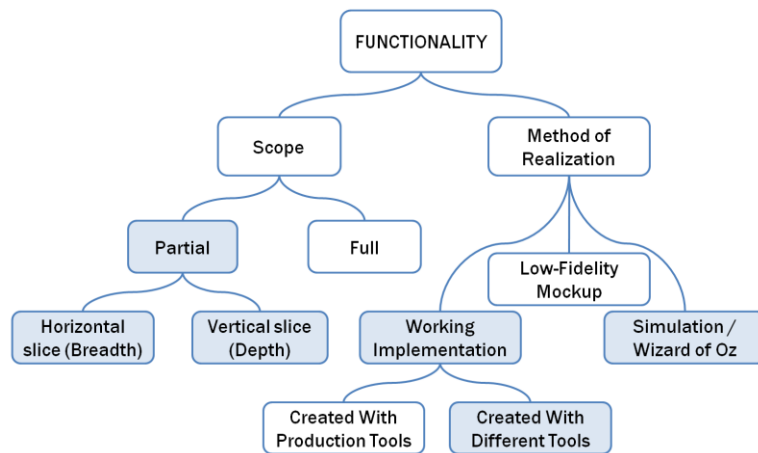 FUNCTIONALITY
Scope
Method of
Realization
Partial
Full
Low-Fidelity
Mockup
Horizontal
slice (Breadth)
Vertical slice
(Depth)
Working
Implementation
Simulation /
Wizard of Oz
Created With
Production Tools
Created With
Different Tools